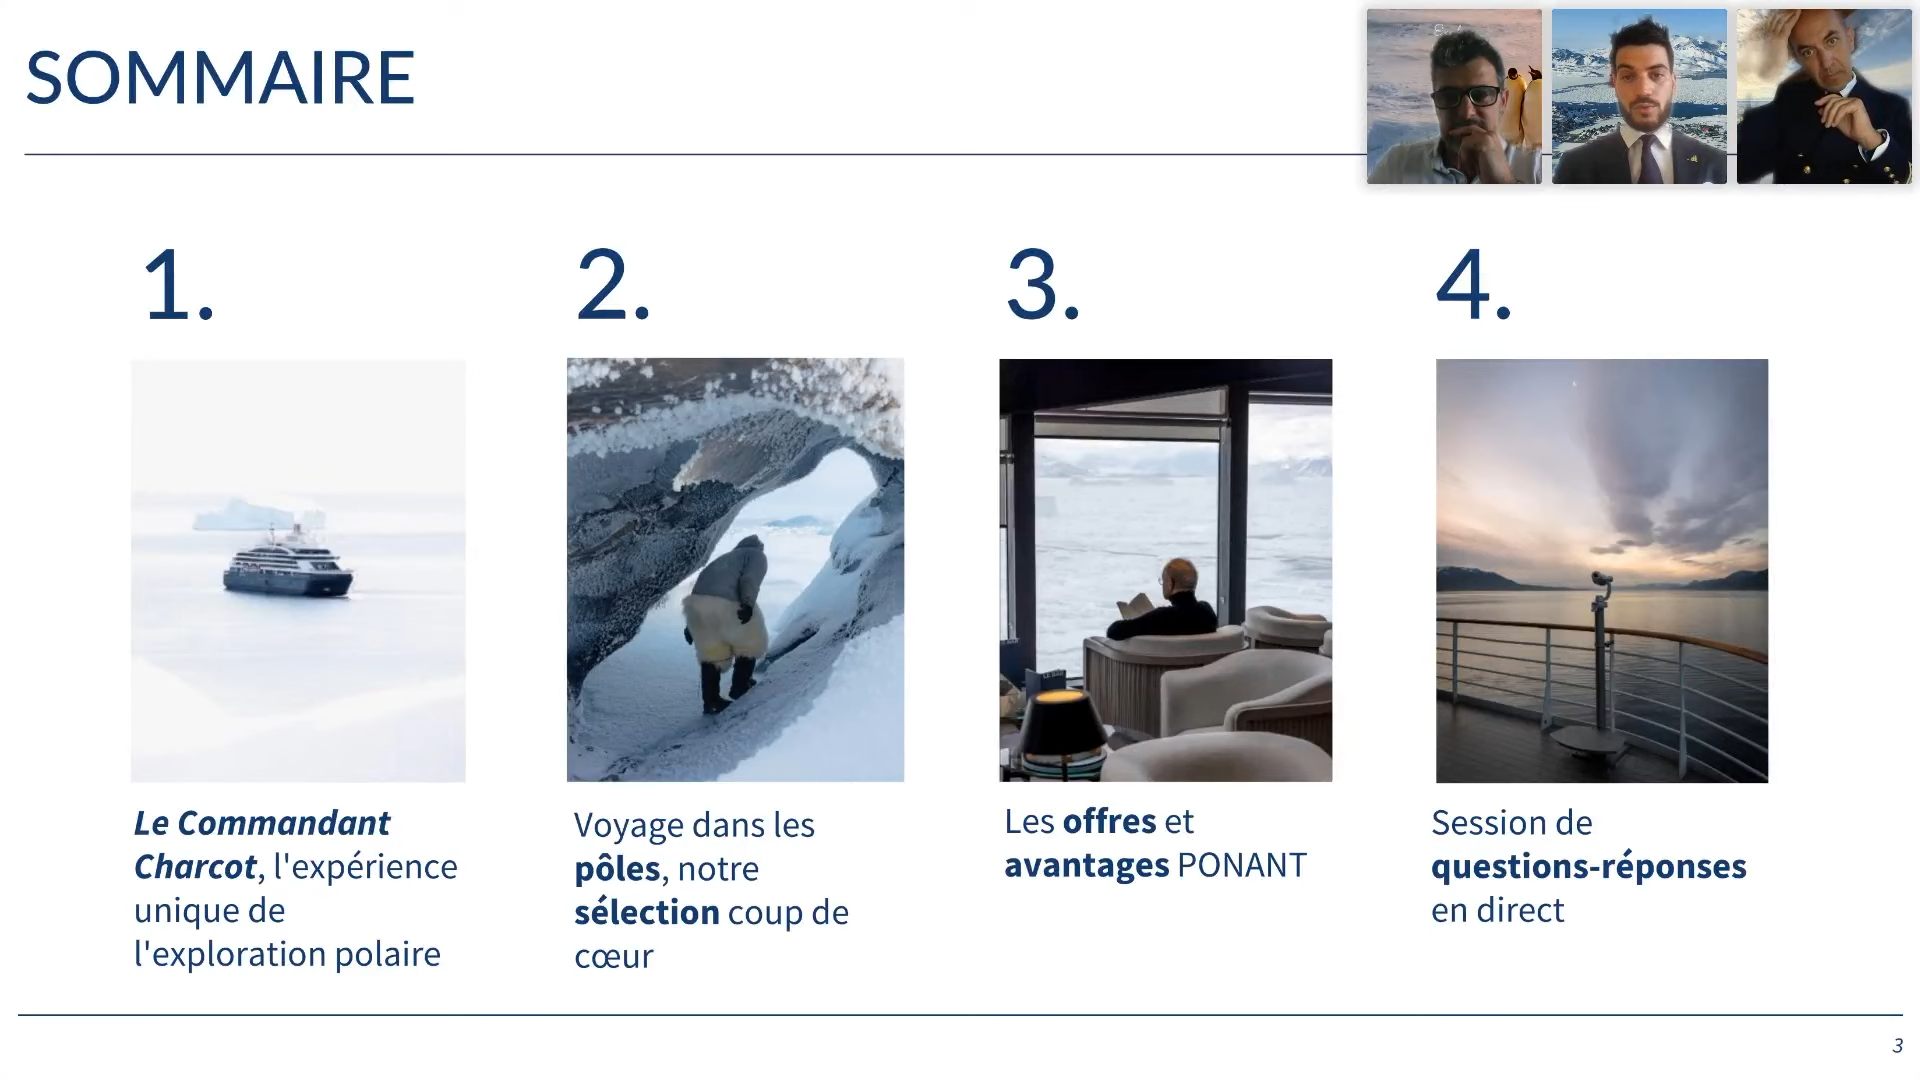 SOMMAIRE
1.
2.
3.
4.
Le Commandant
Charcot, l'expérience
unique de
l'exploration polaire
Voyage dans les
pôles, notre
sélection coup de
cœur
Les offres et
avantages PONANT
Session de
questions-réponses
en direct
3